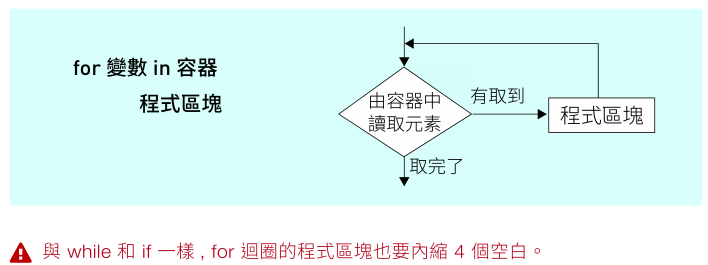 for 變數 in 容器
程式區塊
由容器中
讀取元素
有取到
程式區塊
取完了
與 while 和 if 一樣 , for 迴圈的程式區塊也要內縮 4 個空白。